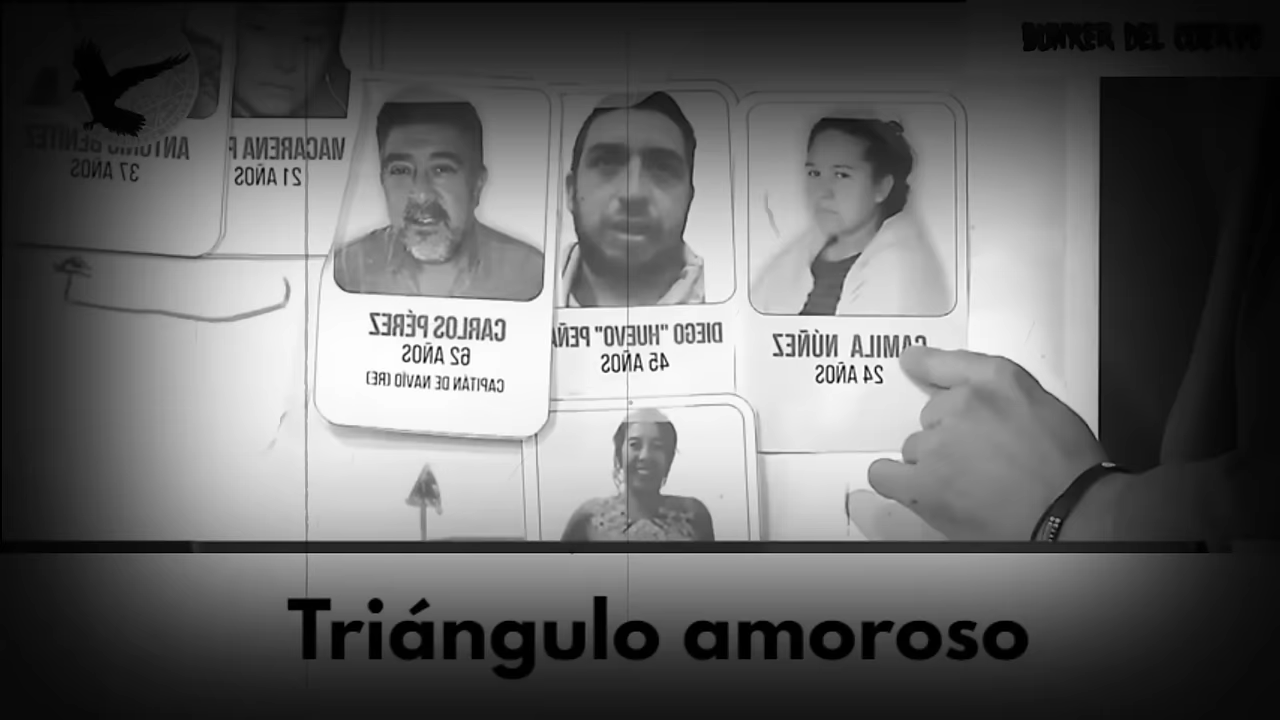 BUNKER DEL CUERVO
ANTONIO BENITEZ
37 AÑOS
MACARENA P
21 AÑOS
CARLOS PÉREZ
62 AÑOS
CAPITÁN DE NAVÍO (RE)
DIEGO "HUEVO" PEÑA
45 AÑOS
CAMILA NÚÑEZ
24 AÑOS
Triángulo amoroso